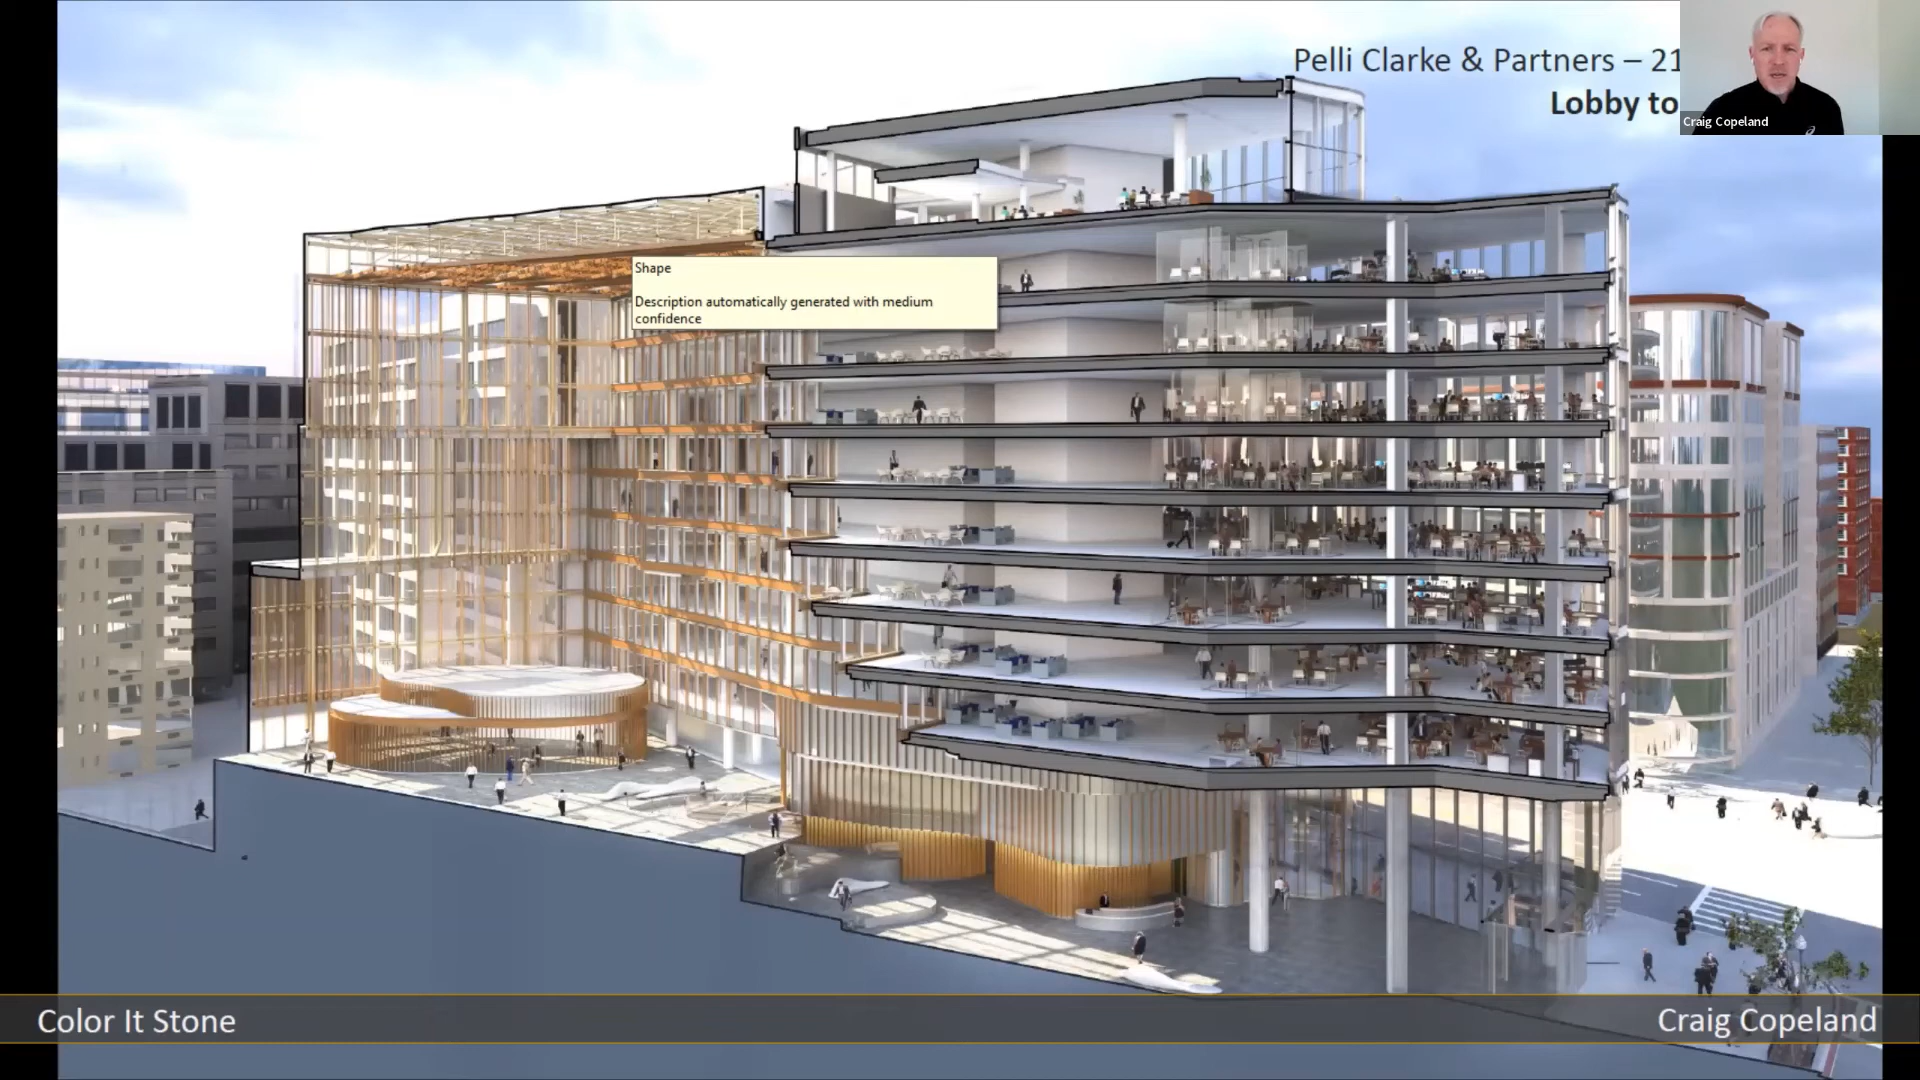 Pelli Clarke & Partners – 21
Lobby to
Craig Copeland
Shape
Description automatically generated with medium
confidence
Color It Stone
Craig Copeland